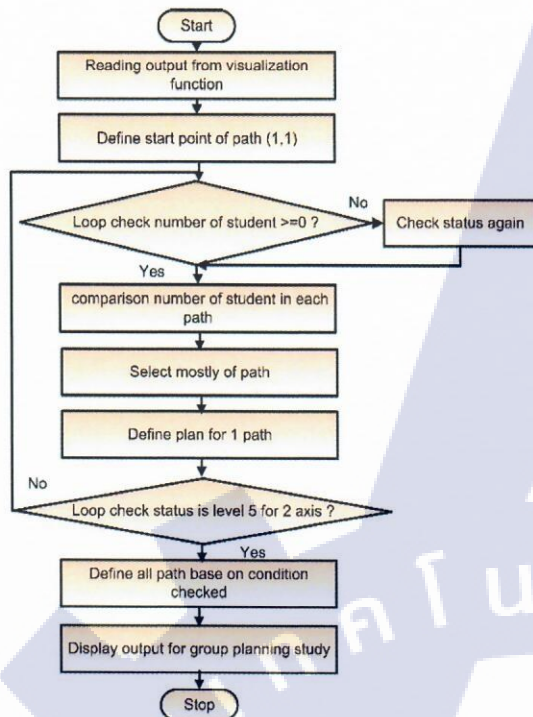 Start
Reading output from visualization
function
Define start point of path (1,1)
Loop check number of student >=0 ?
No
Check status again
Yes
comparison number of student in each
path
Select mostly of path
Define plan for 1 path
No
Loop check status is level 5 for 2 axis ?
Yes
Define all path base on condition
checked
Display output for group planning study
Stop